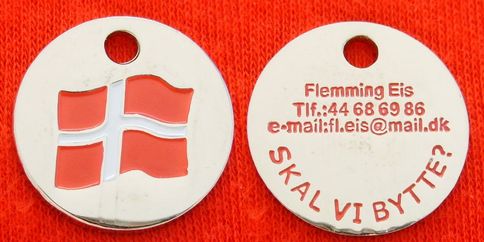 Flemming Eis
Tlf.:44 68 69 86
e-mail:fl.eis@mail.dk
SKAL VI BYTTE?